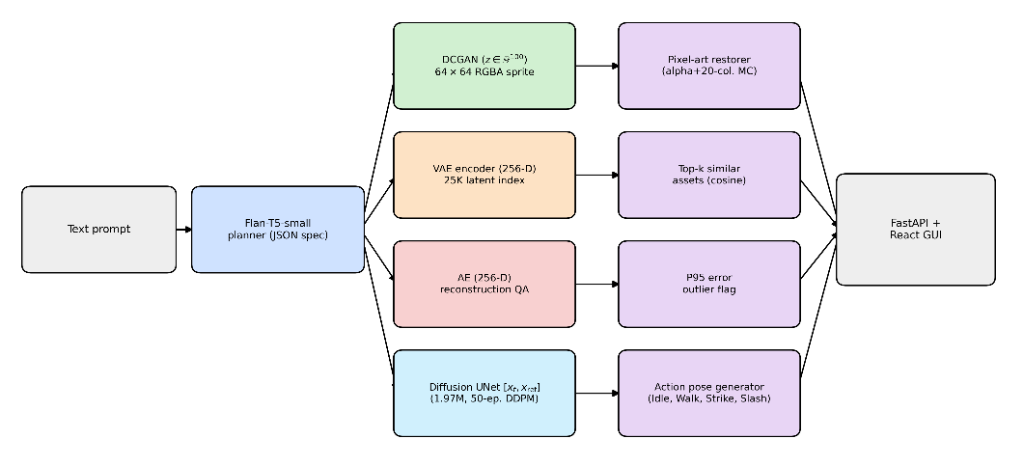 Text prompt
Flan-T5-small
planner (JSON spec)
DCGAN (z ∈
64 × 64 RGBA sprite
VAE encoder (256-D)
25K latent index
AE (256-D)
reconstruction QA
Diffusion UNet [xₜ, x_ref]
(1.97M, 50-ep. DDPM)
Pixel-art restorer
(alpha+20-col. MC)
Top-k similar
assets (cosine)
P95 error
outlier flag
Action pose generator
(Idle, Walk, Strike, Slash)
FastAPI +
React GUI